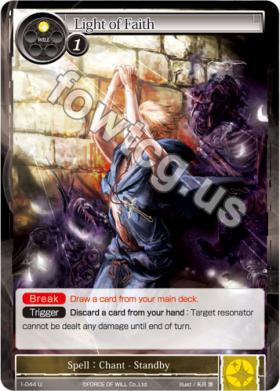 Light of Faith
WILL
1
fowtcg.us
Break Draw a card from your main deck.
Trigger Discard a card from your hand : Target resonator
cannot be dealt any damage until end of turn.
Spell : Chant - Standby
1-044 U ©FORCE OF WILL Co.,Ltd. Illust /